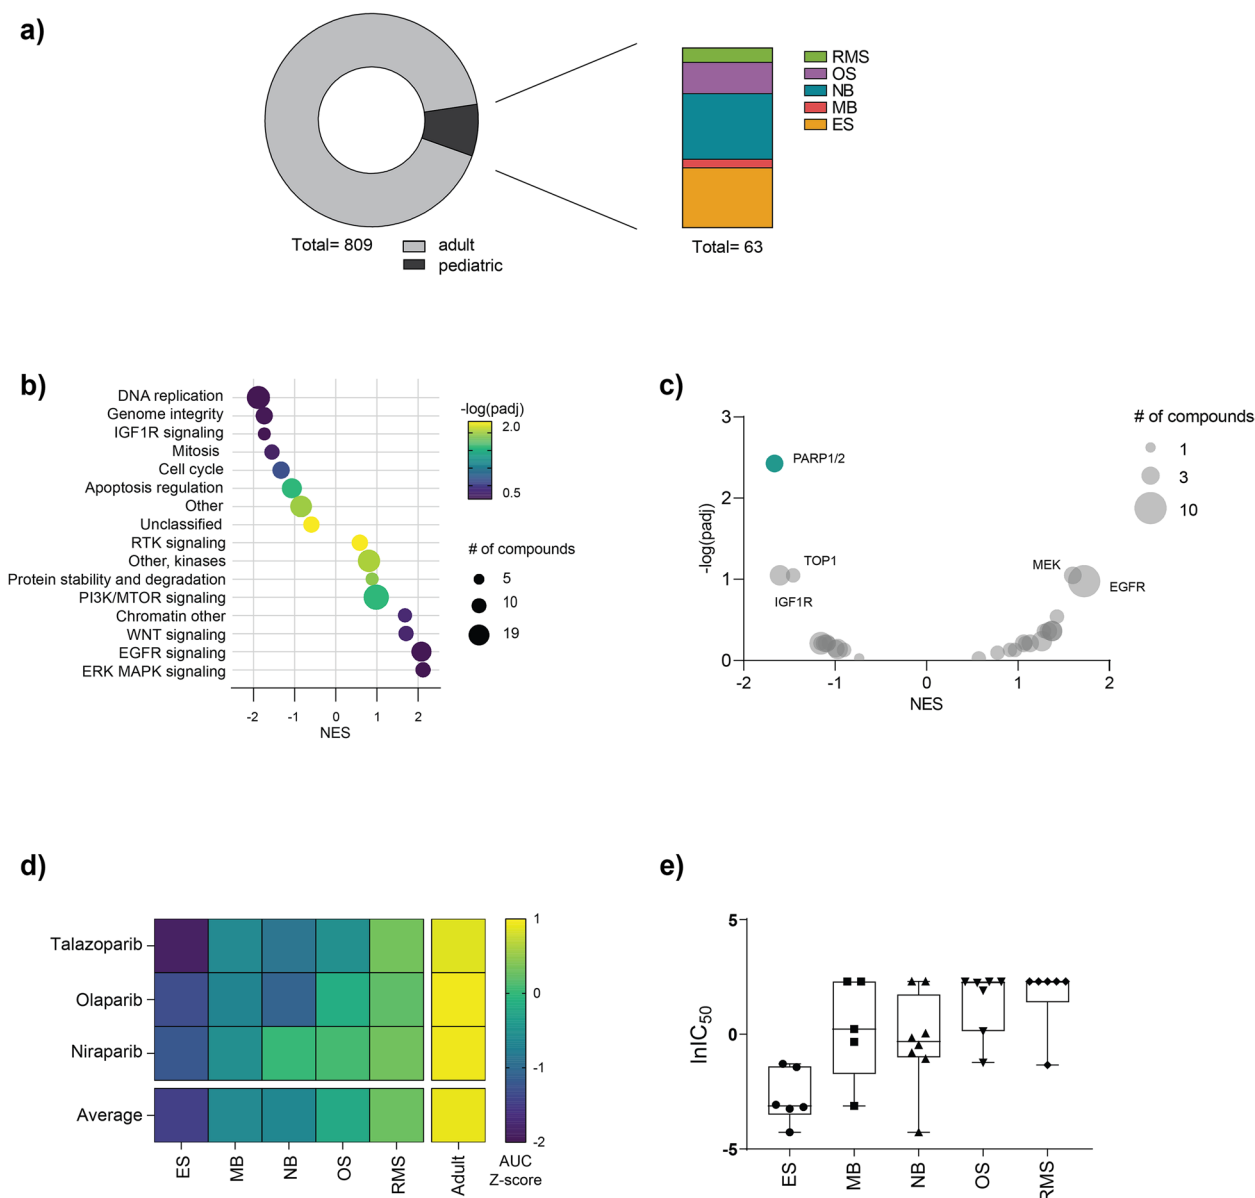 a)
RMS
OS
NB
MB
ES
Total= 809
adult
pediatric
Total= 63
b)
DNA replication
Genome integrity
IGF1R signaling
Mitosis
Cell cycle
Apoptosis regulation
Other
Unclassified
RTK signaling
Other, kinases
Protein stability and degradation
PI3K/MTOR signaling
Chromatin other
WNT signaling
EGFR signaling
ERK MAPK signaling
-2 -1 0 1 2
NES
-log(padj)
2.0
0.5
# of compounds
5
10
19
c)
3
2
1
0
-log(padj)
-2 -1 0 1 2
NES
PARP1/2
TOP1
IGF1R
MEK
EGFR
# of compounds
1
3
10
d)
Talazoparib
Olaparib
Niraparib
Average
ES MB NB OS RMS Adult
1
0
-1
-2
AUC
Z-score
e)
5
0
-5
lnIC50
ES MB NB OS RMS